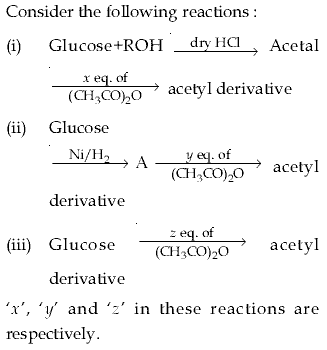 Consider the following reactions :
(i) Glucose+ROH dry HCl Acetal
x eq. of
(CH₃CO)₂O acetyl derivative
(ii) Glucose
Ni/H₂ A y eq. of
(CH₃CO)₂O acetyl
derivative
(iii) Glucose z eq. of
(CH₃CO)₂O acetyl
derivative
'x', 'y' and 'z' in these reactions are
respectively.